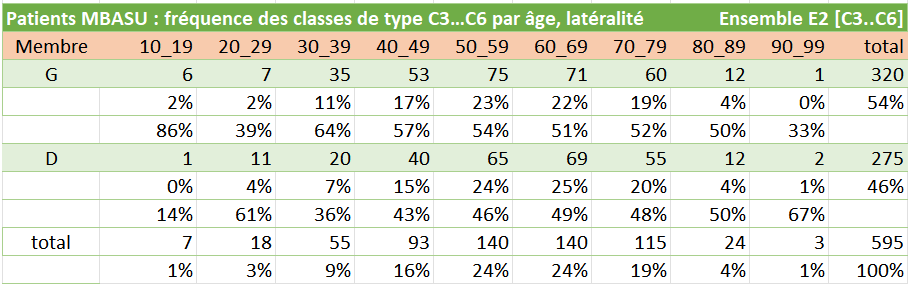 Patients MBASU : fréquence des classes de type C3...C6 par âge, latéralité Ensemble E2 [C3..C6]
Membre 10_19 20_29 30_39 40_49 50_59 60_69 70_79 80_89 90_99 total
G 6 7 35 53 75 71 60 12 1 320
2% 2% 11% 17% 23% 22% 19% 4% 0% 54%
86% 39% 64% 57% 54% 51% 52% 50% 33%
D 1 11 20 40 65 69 55 12 2 275
0% 4% 7% 15% 24% 25% 20% 4% 1% 46%
14% 61% 36% 43% 46% 49% 48% 50% 67%
total 7 18 55 93 140 140 115 24 3 595
1% 3% 9% 16% 24% 24% 19% 4% 1% 100%